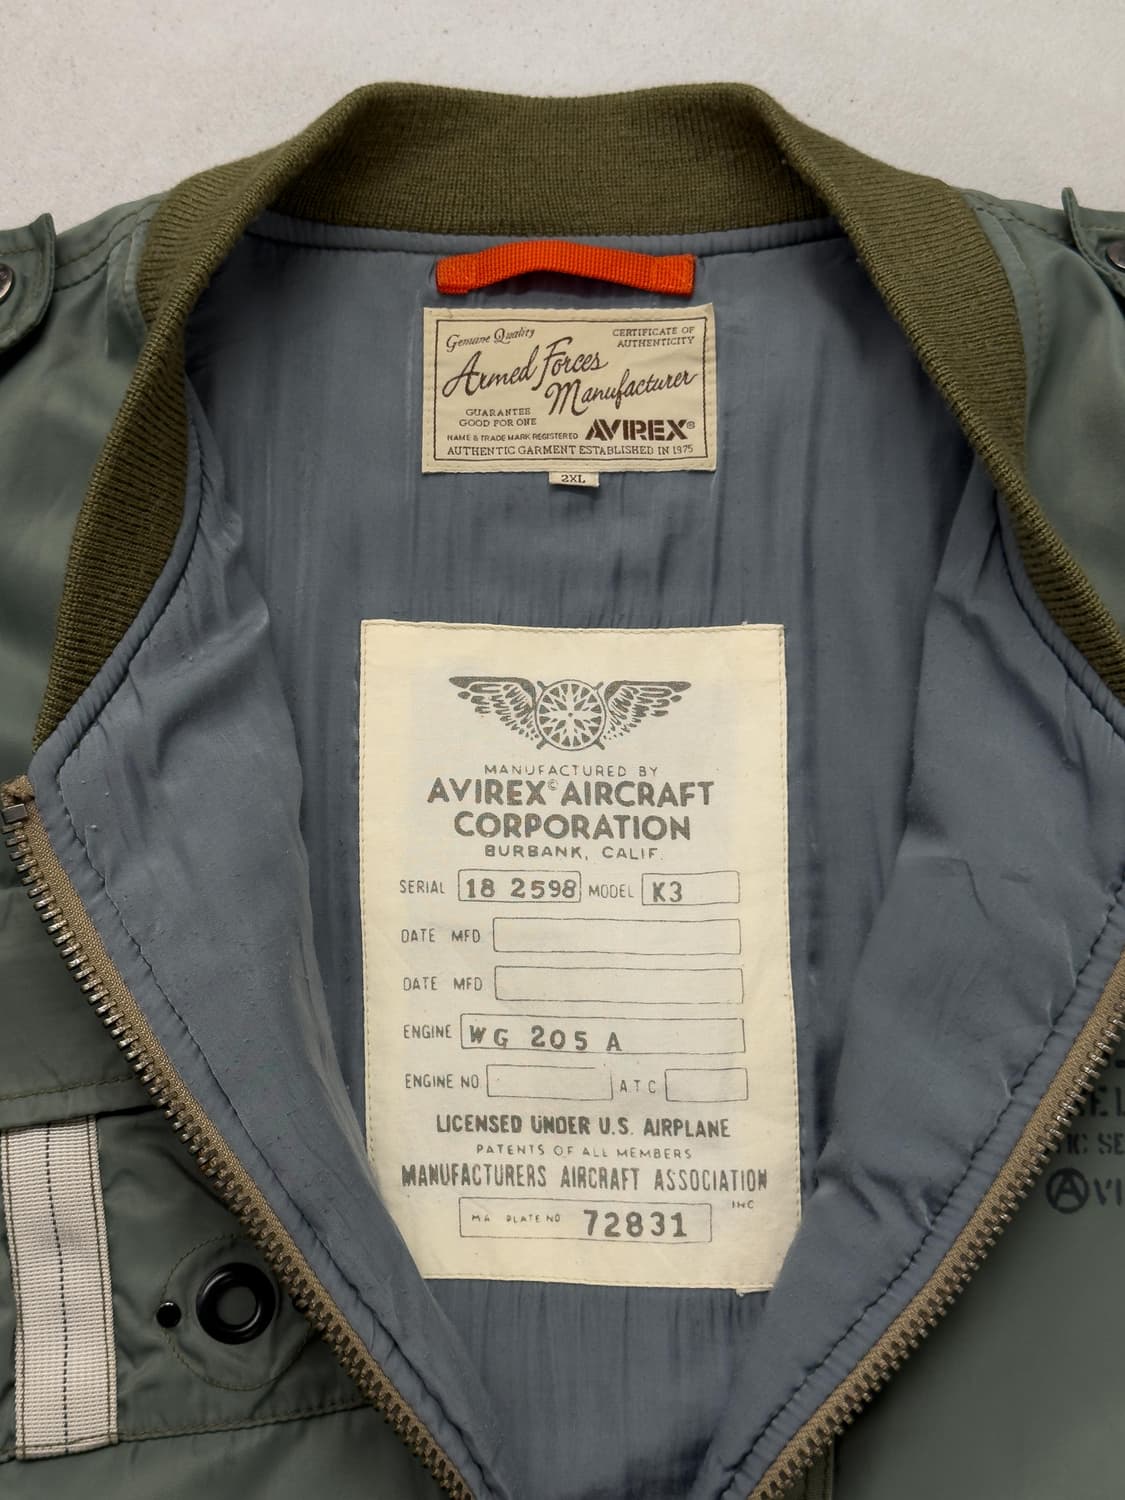 Genuine Quality
CERTIFICATE OF
AUTHENTICITY
Armed Forces
Manufacturer
GUARANTEE
GOOD FOR ONE
NAME & TRADE MARK REGISTERED AVIREX®
AUTHENTIC GARMENT ESTABLISHED IN 1975
2XL
MANUFACTURED BY
AVIREX© AIRCRAFT
CORPORATION
BURBANK, CALIF.
SERIAL 18 2598 MODEL K3
DATE MFD
DATE MFD
ENGINE WG 205 A
ENGINE NO. A.T.C
LICENSED UNDER U.S. AIRPLANE
PATENTS OF ALL MEMBERS
MANUFACTURERS AIRCRAFT ASSOCIATION
INC
MA PLATE NO 72831